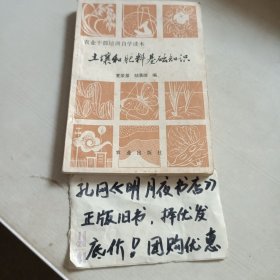 农业干部培训自学读本
土壤和肥料基础知识
编
农业出版社
孔网《明月夜书店》
正版旧书，择优发
底价！团购优惠